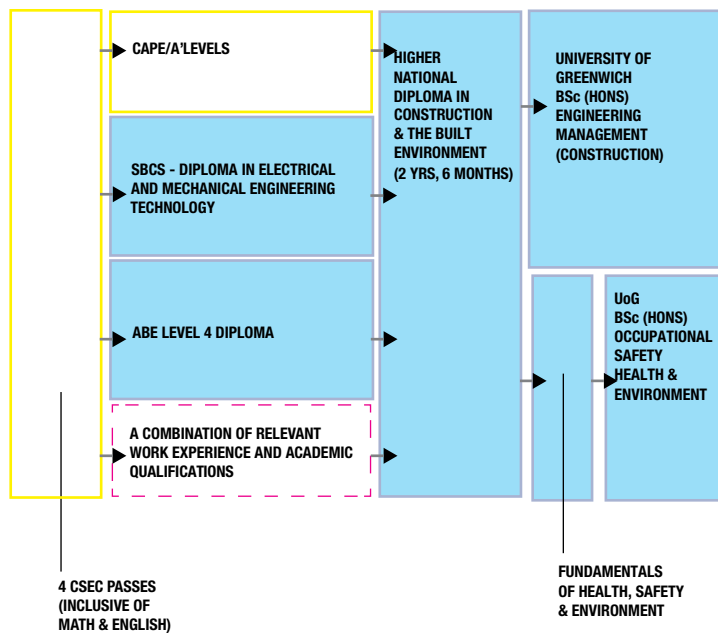 CAPE/A'LEVELS
SBCS - DIPLOMA IN ELECTRICAL
AND MECHANICAL ENGINEERING
TECHNOLOGY
ABE LEVEL 4 DIPLOMA
A COMBINATION OF RELEVANT
WORK EXPERIENCE AND ACADEMIC
QUALIFICATIONS
HIGHER
NATIONAL
DIPLOMA IN
CONSTRUCTION
& THE BUILT
ENVIRONMENT
(2 YRS, 6 MONTHS)
UNIVERSITY OF
GREENWICH
BSc (HONS)
ENGINEERING
MANAGEMENT
(CONSTRUCTION)
UoG
BSc (HONS)
OCCUPATIONAL
SAFETY
HEALTH &
ENVIRONMENT
4 CSEC PASSES
(INCLUSIVE OF
MATH & ENGLISH)
FUNDAMENTALS
OF HEALTH, SAFETY
& ENVIRONMENT